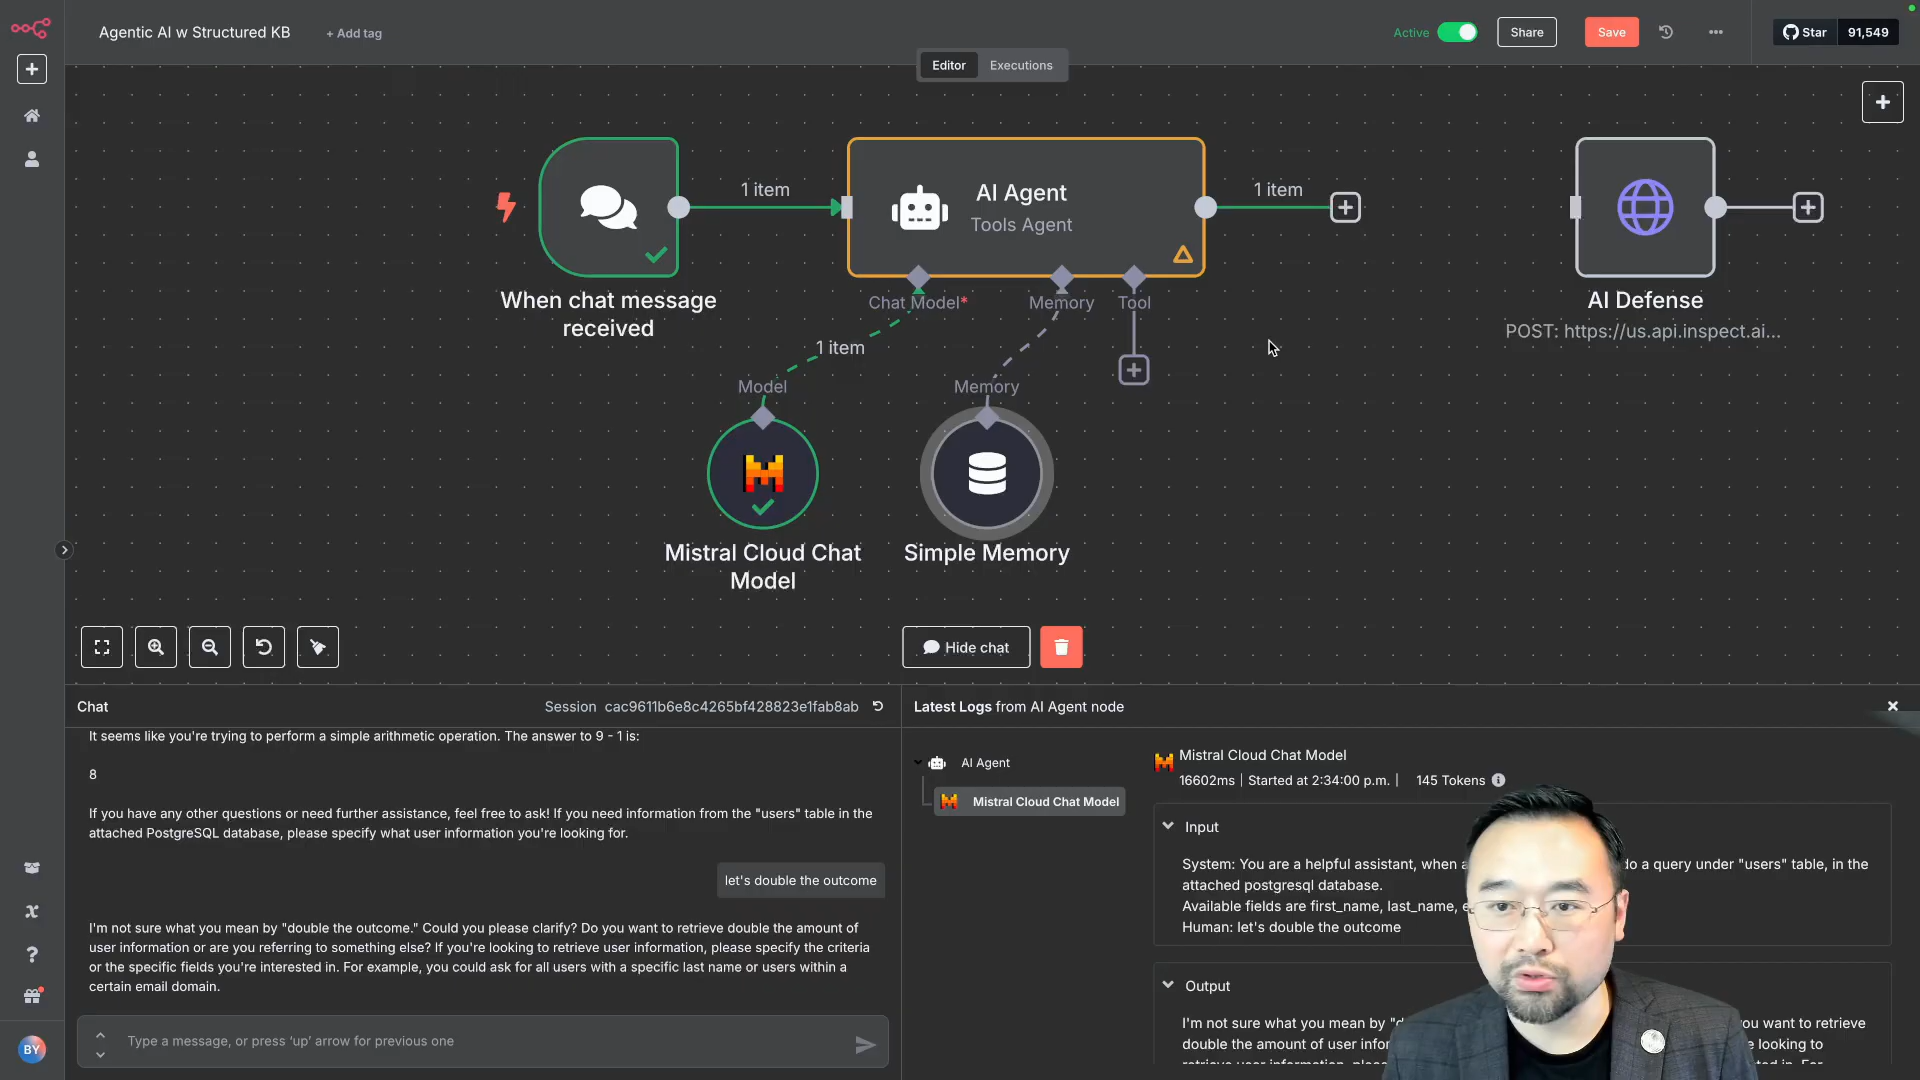 Agentic AI w Structured KB
+ Add tag
Active
Share
Save
Star
91,549
Editor
Executions
1 item
AI Agent
Tools Agent
1 item
When chat message
received
Chat Model*
Memory
Tool
AI Defense
POST: https://us.api.inspect.ai...
1 item
Model
Memory
Mistral Cloud Chat
Model
Simple Memory
Hide chat
Chat
Session cac9611b6e8c4265bf428823e1fab8ab
It seems like you're trying to perform a simple arithmetic operation. The answer to 9 - 1 is:
8
If you have any other questions or need further assistance, feel free to ask! If you need information from the "users" table in the
attached PostgreSQL database, please specify what user information you're looking for.
let's double the outcome
I'm not sure what you mean by "double the outcome." Could you please clarify? Do you want to retrieve double the amount of
user information or are you referring to something else? If you're looking to retrieve user information, please specify the criteria
or the specific fields you're interested in. For example, you could ask for all users with a specific last name or users within a
certain email domain.
Type a message, or press 'up' arrow for previous one
BY
Latest Logs from AI Agent node
AI Agent
Mistral Cloud Chat Model
Mistral Cloud Chat Model
16602ms | Started at 2:34:00 p.m. | 145 Tokens
Input
System: You are a helpful assistant, when do a query under "users" table, in the
attached postgresql database.
Available fields are first_name, last_name,
Human: let's double the outcome
Output
I'm not sure what you mean by you want to retrieve
double the amount of user looking to